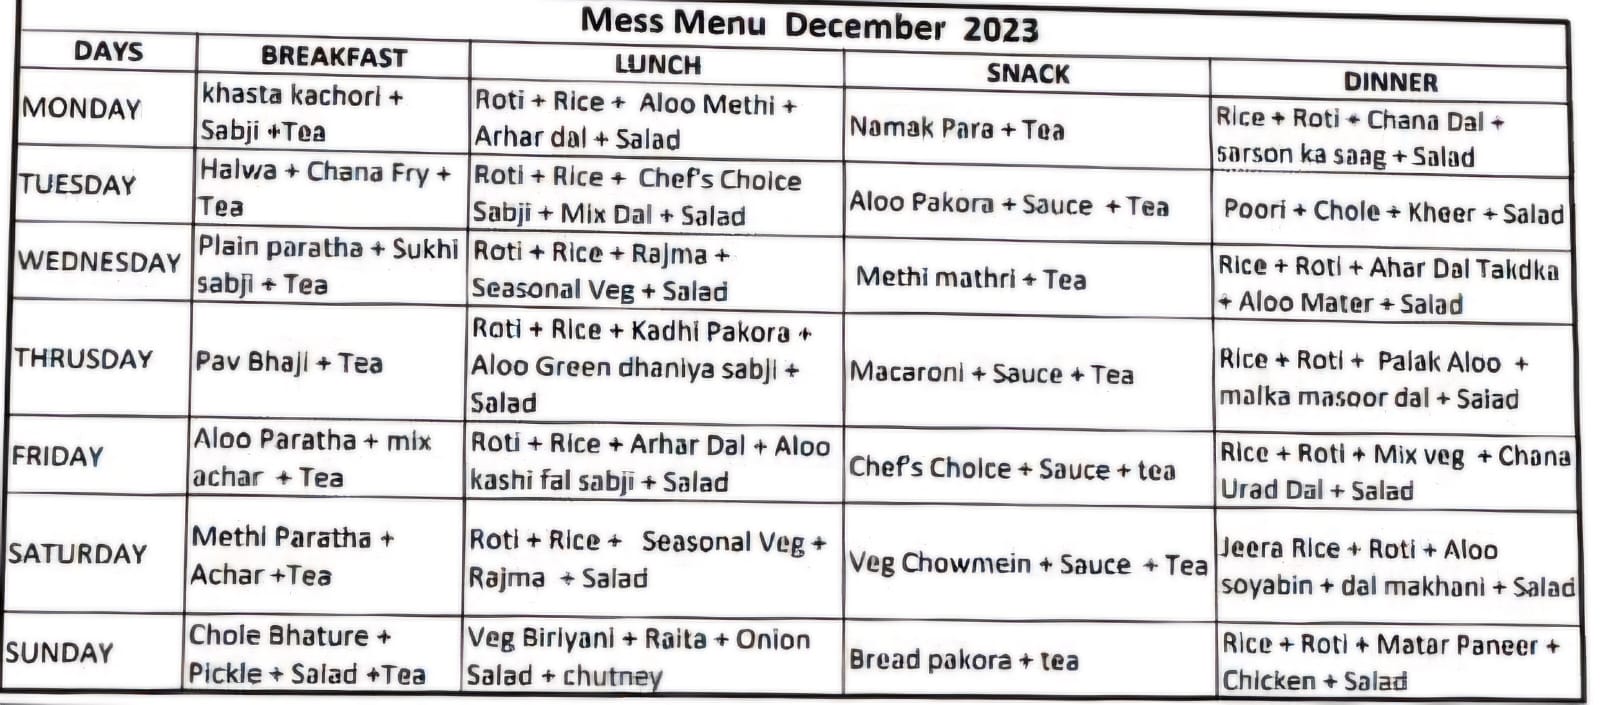 Mess Menu December 2023
DAYS BREAKFAST LUNCH SNACK DINNER
MONDAY
khasta kachori +
Sabji +Tea
Roti + Rice + Aloo Methi +
Arhar dal + Salad
Namak Para + Tea
Rice + Roti + Chana Dal +
sarson ka saag + Salad
TUESDAY
Halwa + Chana Fry +
Tea
Roti + Rice + Chef's Choice
Sabji + Mix Dal + Salad
Aloo Pakora + Sauce + Tea
Poori + Chole + Kheer + Salad
WEDNESDAY
Plain paratha + Sukhi
sabji + Tea
Roti + Rice + Rajma +
Seasonal Veg + Salad
Methi mathri + Tea
Rice + Roti + Ahar Dal Takdka
+ Aloo Mater + Salad
THRUSDAY
Pav Bhaji + Tea
Roti + Rice + Kadhi Pakora +
Aloo Green dhaniya sabji +
Salad
Macaroni + Sauce + Tea
Rice + Roti + Palak Aloo +
malka masoor dal + Salad
FRIDAY
Aloo Paratha + mix
achar + Tea
Roti + Rice + Arhar Dal + Aloo
kashi fal sabji + Salad
Chef's Choice + Sauce + tea
Rice + Roti + Mix veg + Chana
Urad Dal + Salad
SATURDAY
Methi Paratha +
Achar +Tea
Roti + Rice + Seasonal Veg +
Rajma + Salad
Veg Chowmein + Sauce + Tea
Jeera Rice + Roti + Aloo
soyabin + dal makhani + Salad
SUNDAY
Chole Bhature +
Pickle + Salad +Tea
Veg Biriyani + Raita + Onion
Salad + chutney
Bread pakora + tea
Rice + Roti + Matar Paneer +
Chicken + Salad